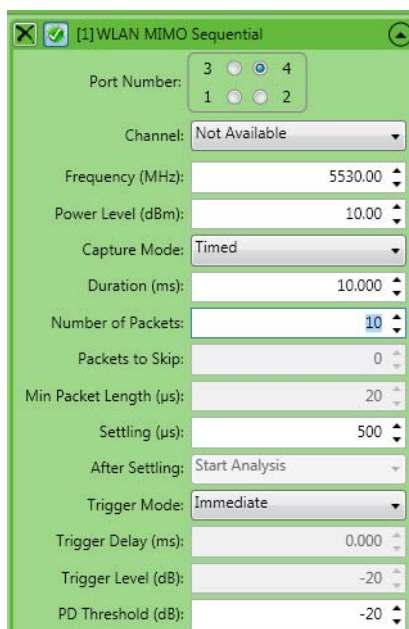 [1] WLAN MIMO Sequential
Port Number: 3 4
1 2
Channel: Not Available
Frequency (MHz): 5530.00
Power Level (dBm): 10.00
Capture Mode: Timed
Duration (ms): 10.000
Number of Packets: 10
Packets to Skip: 0
Min Packet Length (µs): 20
Settling (µs): 500
After Settling: Start Analysis
Trigger Mode: Immediate
Trigger Delay (ms): 0.000
Trigger Level (dB): -20
PD Threshold (dB): -20